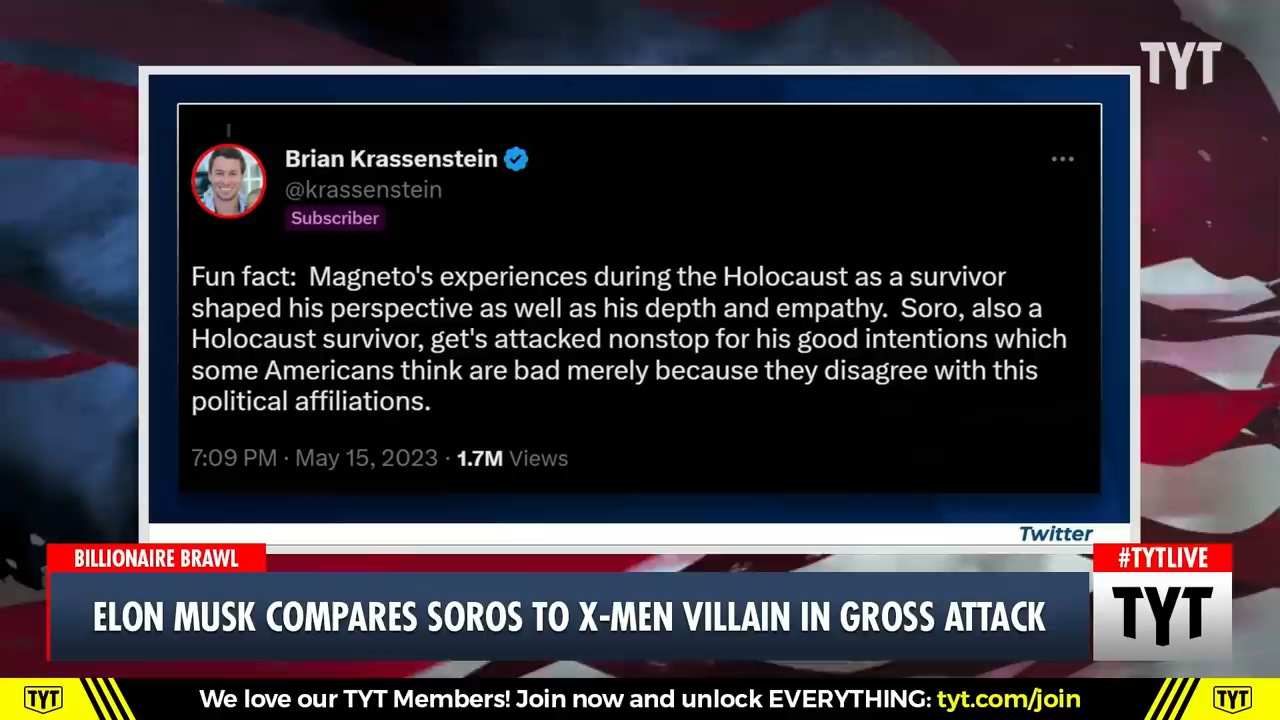 TYT
Brian Krassenstein
@krassenstein
Subscriber
Fun fact:  Magneto's experiences during the Holocaust as a survivor
shaped his perspective as well as his depth and empathy.  Soro, also a
Holocaust survivor, get's attacked nonstop for his good intentions which
some Americans think are bad merely because they disagree with this
political affiliations.
7:09 PM · May 15, 2023 · 1.7M Views
Twitter
BILLIONAIRE BRAWL
#TYTLIVE
ELON MUSK COMPARES SOROS TO X-MEN VILLAIN IN GROSS ATTACK
TYT
TYT
We love our TYT Members! Join now and unlock EVERYTHING: tyt.com/join
TYT